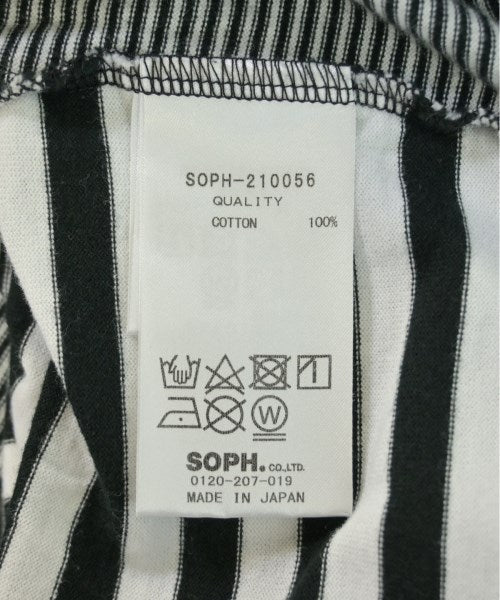 SOPH-210056
QUALITY
COTTON 100%
W
SOPH. CO.,LTD.
0120-207-019
MADE IN JAPAN